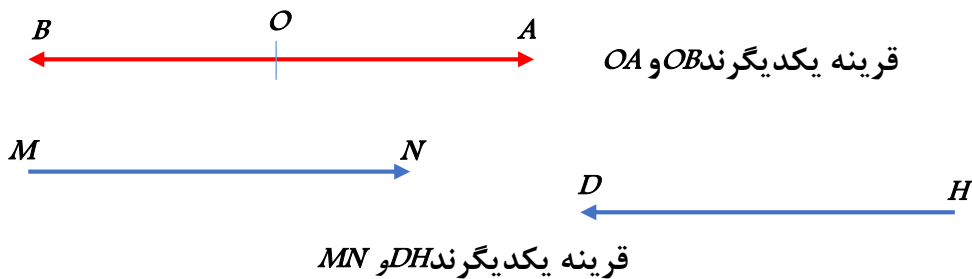 B O A
OA و OB قرینه یکدیگرند
M N
D H
MN و DH قرینه یکدیگرند